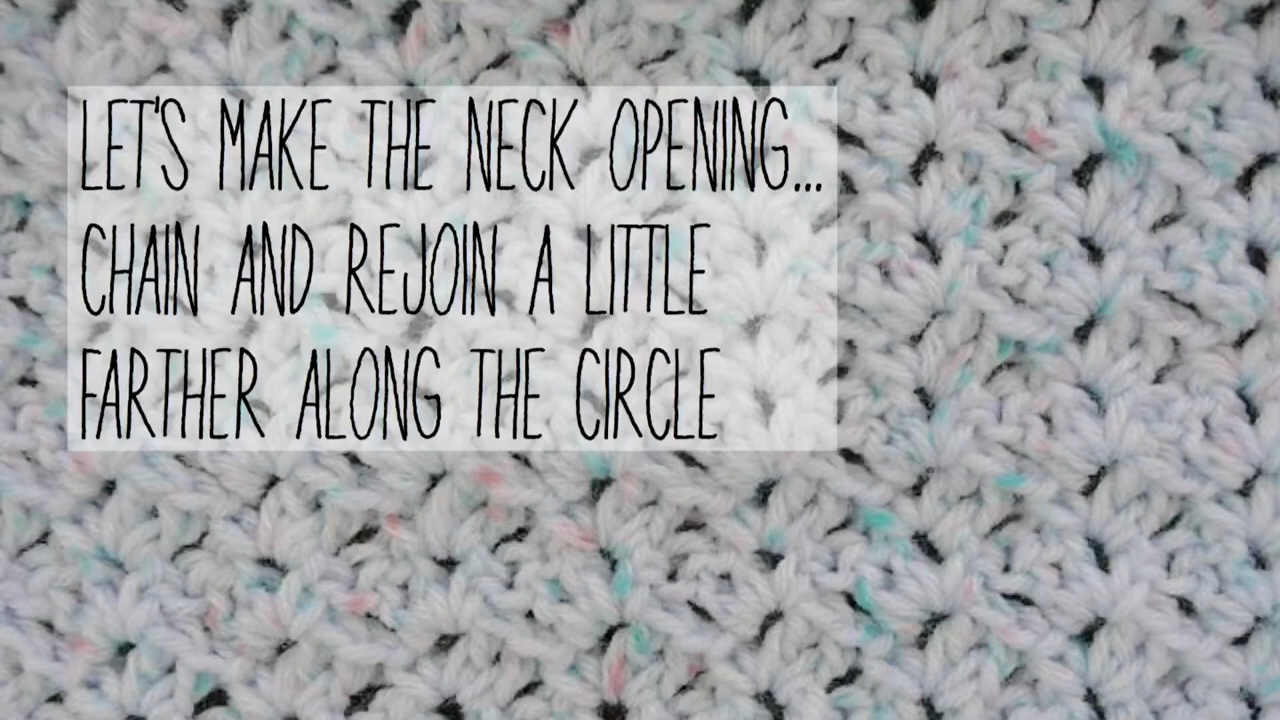 LET'S MAKE THE NECK OPENING...
CHAIN AND REJOIN A LITTLE
FARTHER ALONG THE CIRCLE